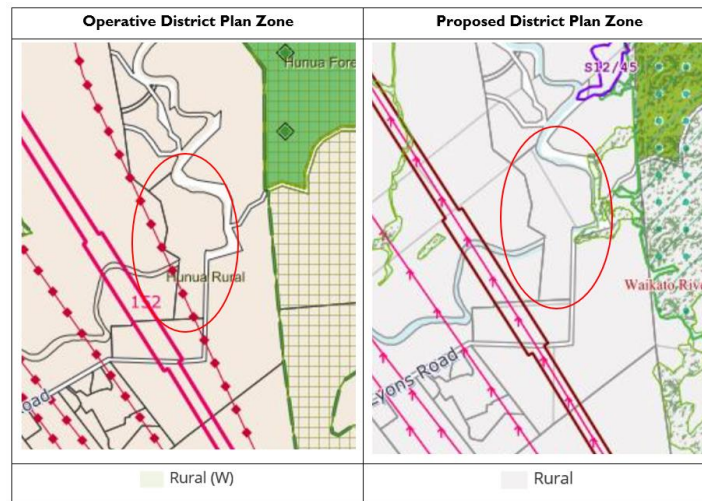 Operative District Plan Zone
Proposed District Plan Zone
Hunua Fore
Hunua Rural
152
oad
S12/45
Waikato Rive
Lyons Road
Rural (W)
Rural